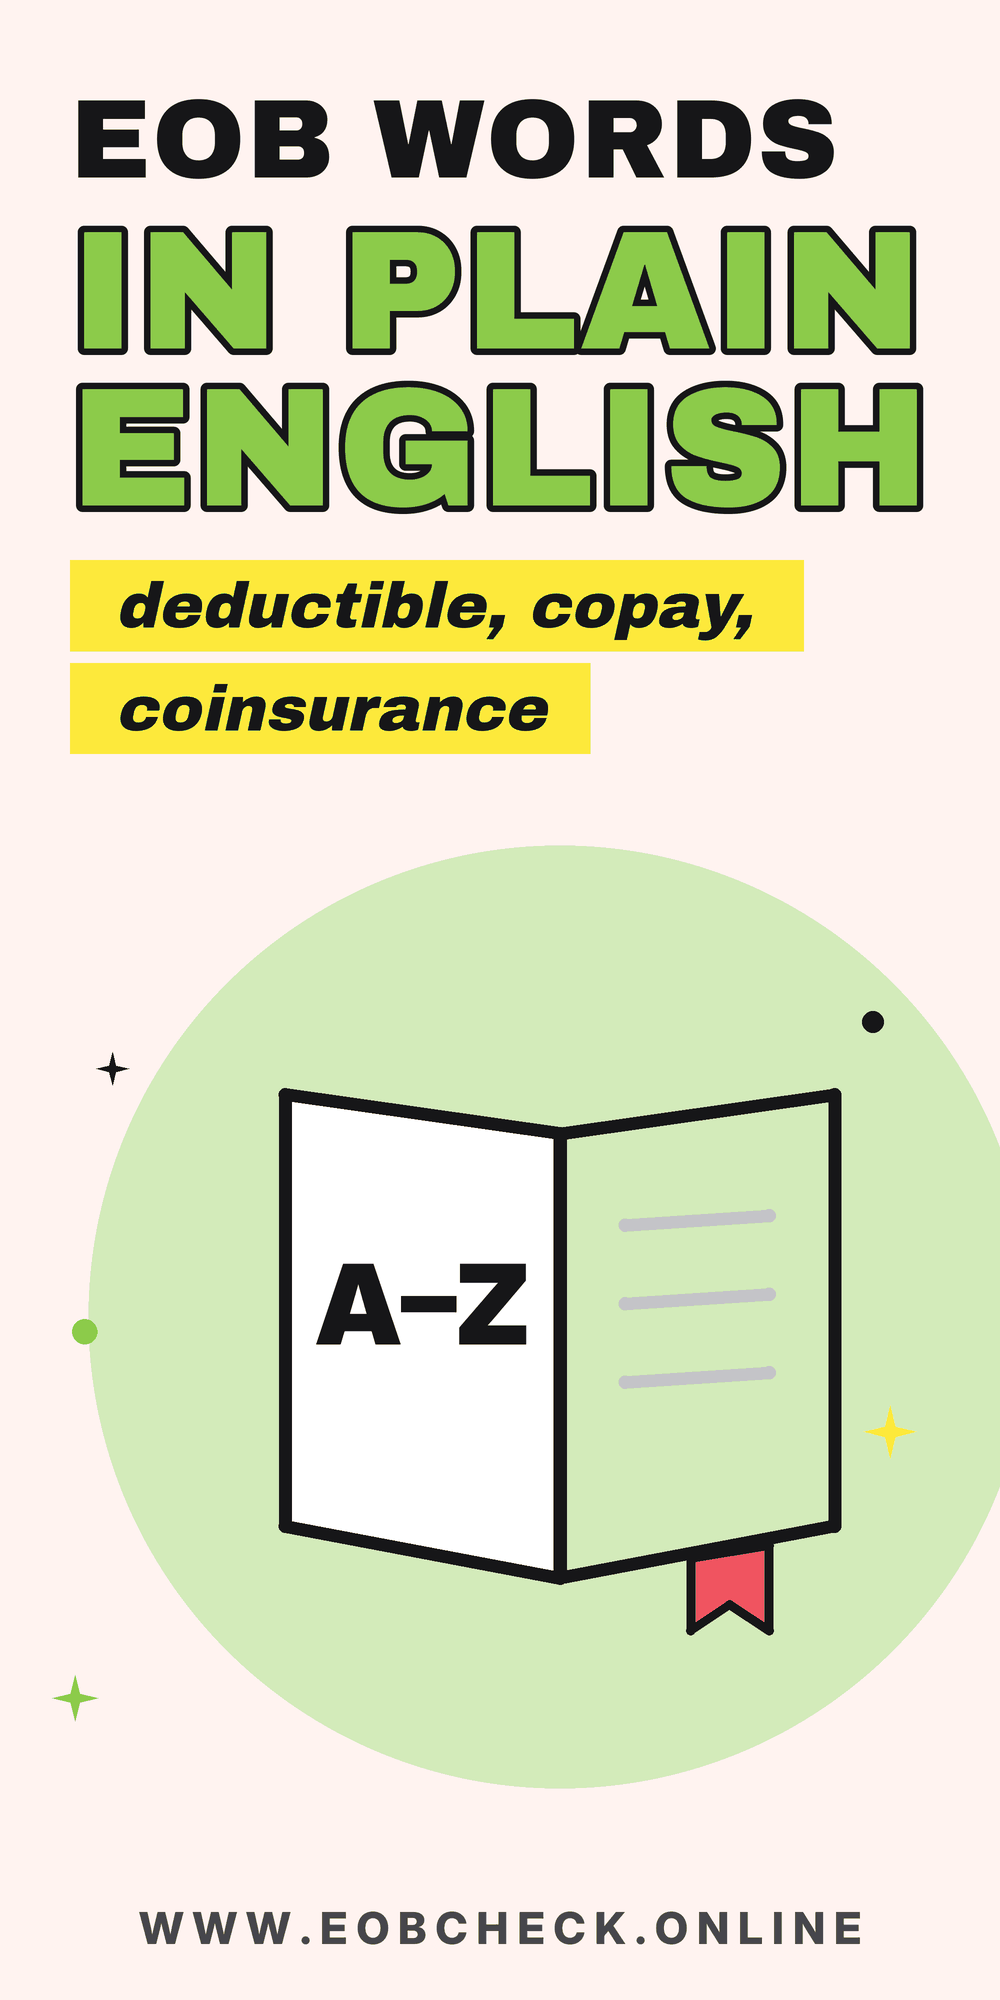 EOB WORDS
IN PLAIN
ENGLISH
deductible, copay,
coinsurance
A–Z
WWW.EOBCHECK.ONLINE